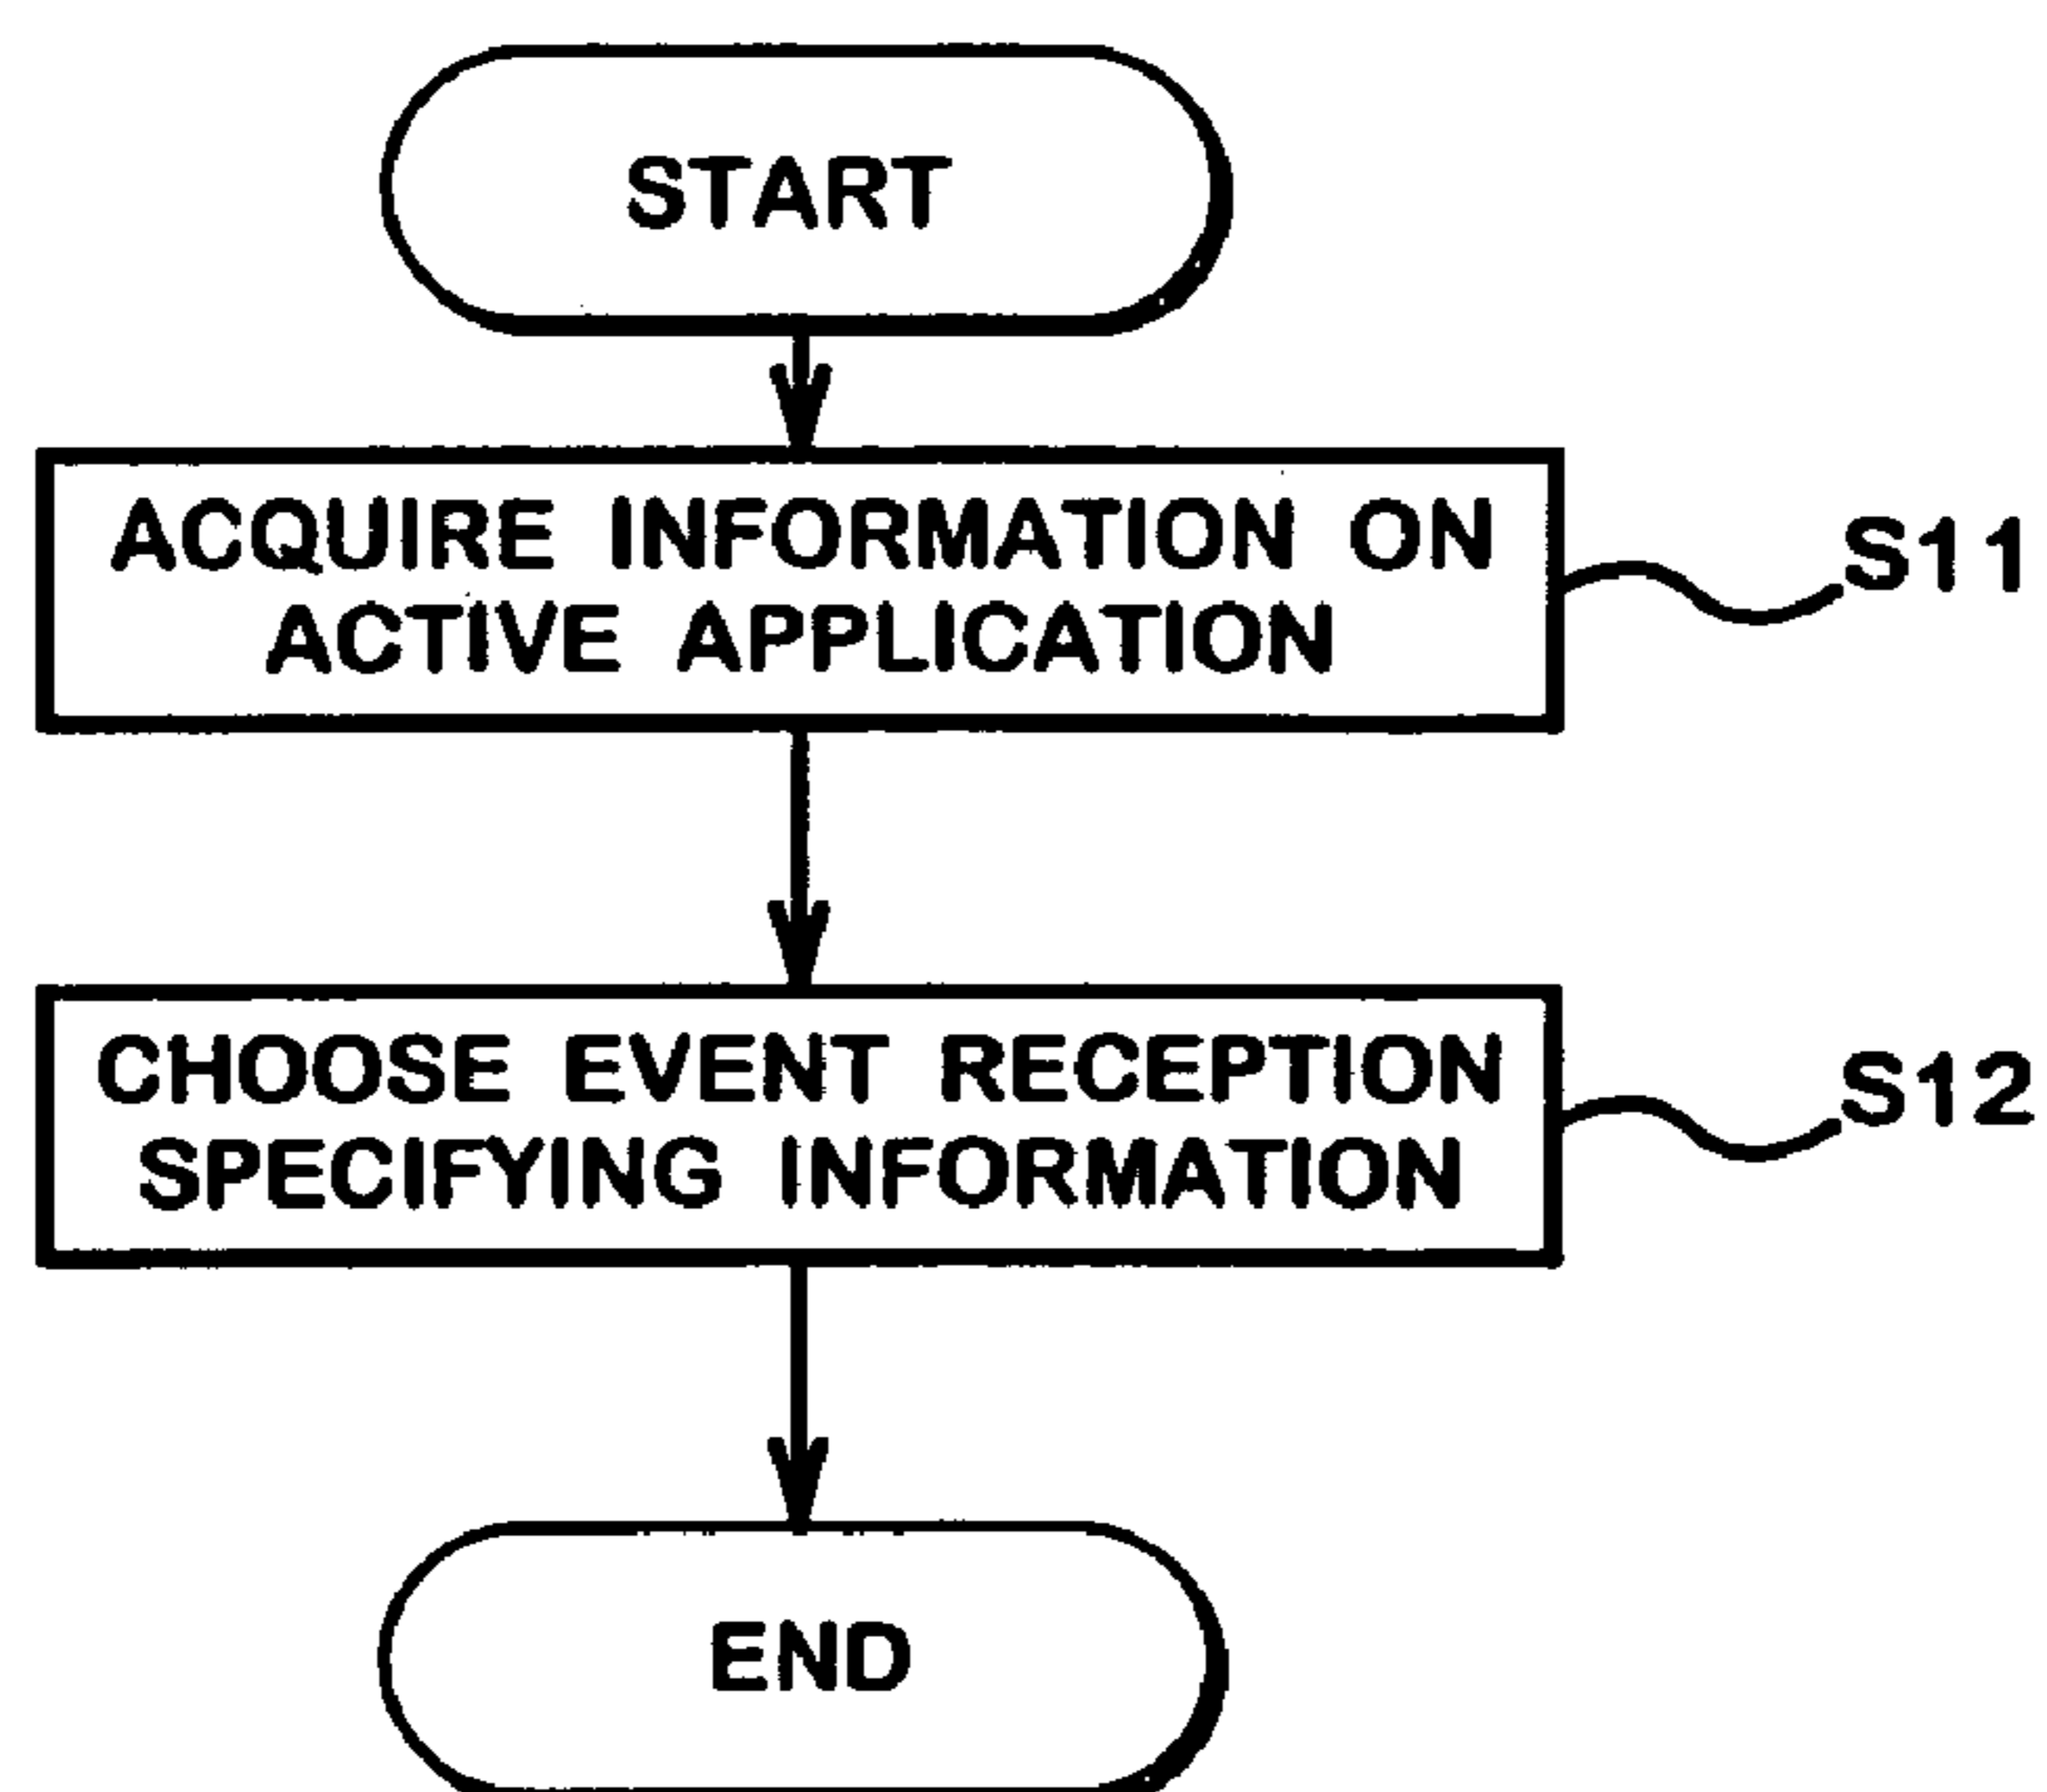 START
ACQUIRE INFORMATION ON
ACTIVE APPLICATION
S11
CHOOSE EVENT RECEPTION
SPECIFYING INFORMATION
S12
END